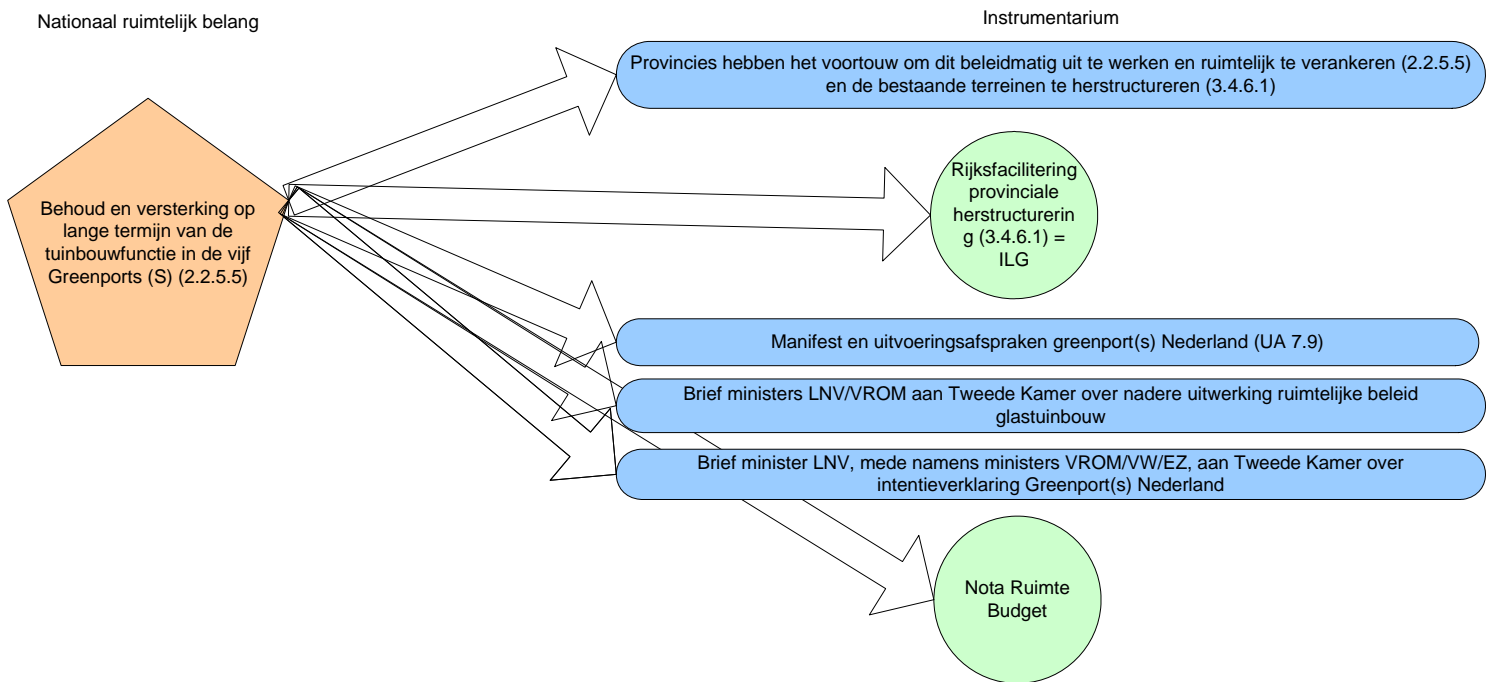 Nationaal ruimtelijk belang
Instrumentarium
Behoud en versterking op
lange termijn van de
tuinbouwfunctie in de vijf
Greenports (S) (2.2.5.5)
Provincies hebben het voortouw om dit beleidmatig uit te werken en ruimtelijk te verankeren (2.2.5.5)
en de bestaande terreinen te herstructureren (3.4.6.1)
Rijksfacilitering
provinciale
herstructurerin
g (3.4.6.1) =
ILG
Manifest en uitvoeringsafspraken greenport(s) Nederland (UA 7.9)
Brief ministers LNV/VROM aan Tweede Kamer over nadere uitwerking ruimtelijke beleid
glastuinbouw
Brief minister LNV, mede namens ministers VROM/VW/EZ, aan Tweede Kamer over
intentieverklaring Greenport(s) Nederland
Nota Ruimte
Budget